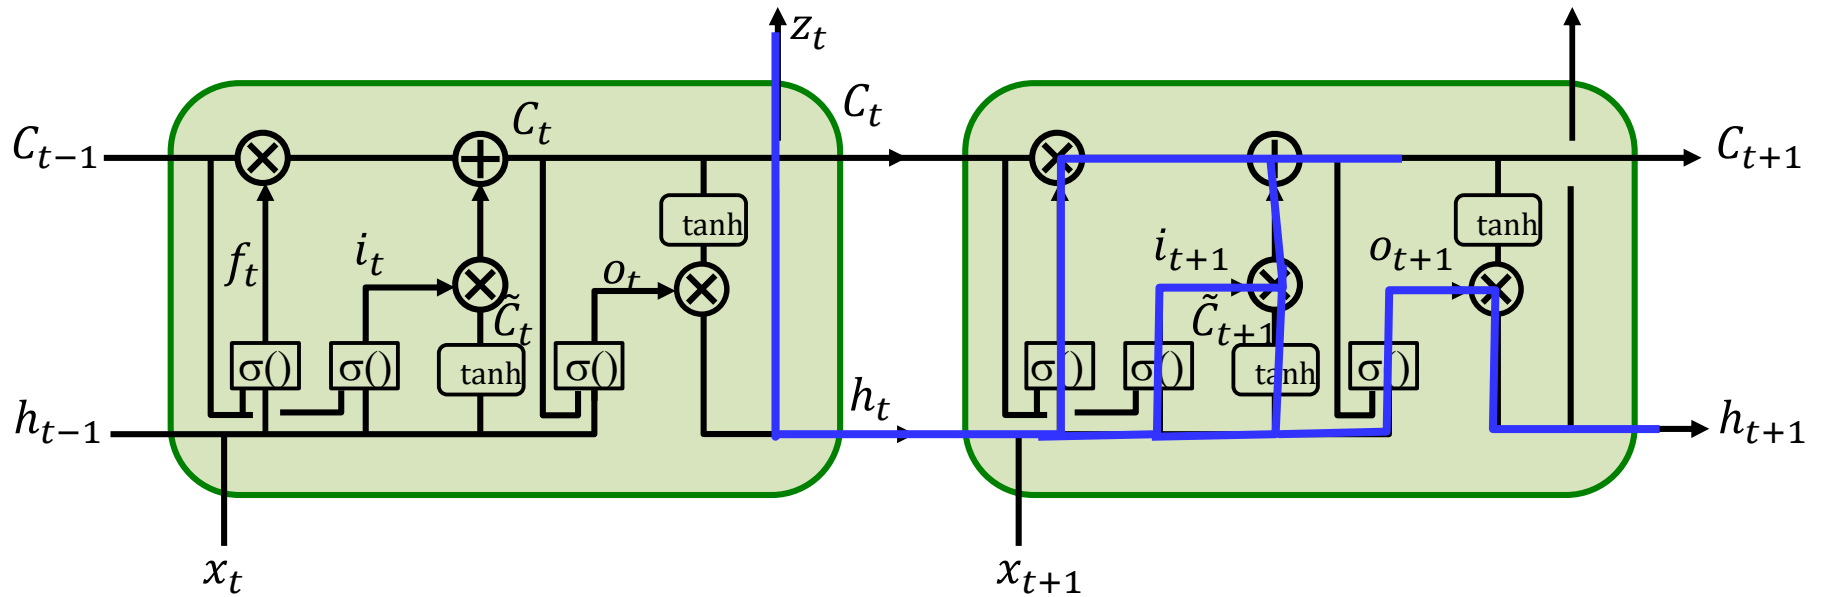 z_t
C_{t-1} C_t C_t C_{t+1}
tanh tanh
f_t i_t o_t i_{t+1} o_{t+1}
C̃_t C̃_{t+1}
σ() σ() tanh σ() σ() σ() tanh σ()
h_{t-1} h_t h_{t+1}
x_t x_{t+1}